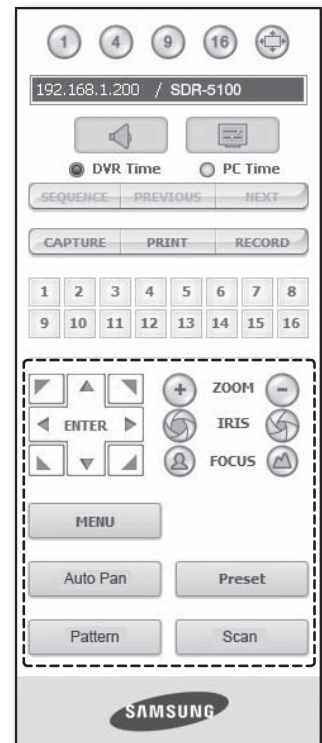 1 4 9 16
192.168.1.200 / SDR-5100
DVR Time PC Time
SEQUENCE PREVIOUS NEXT
CAPTURE PRINT RECORD
1 2 3 4 5 6 7 8
9 10 11 12 13 14 15 16
ZOOM
ENTER IRIS
FOCUS
MENU
Auto Pan Preset
Pattern Scan
SAMSUNG